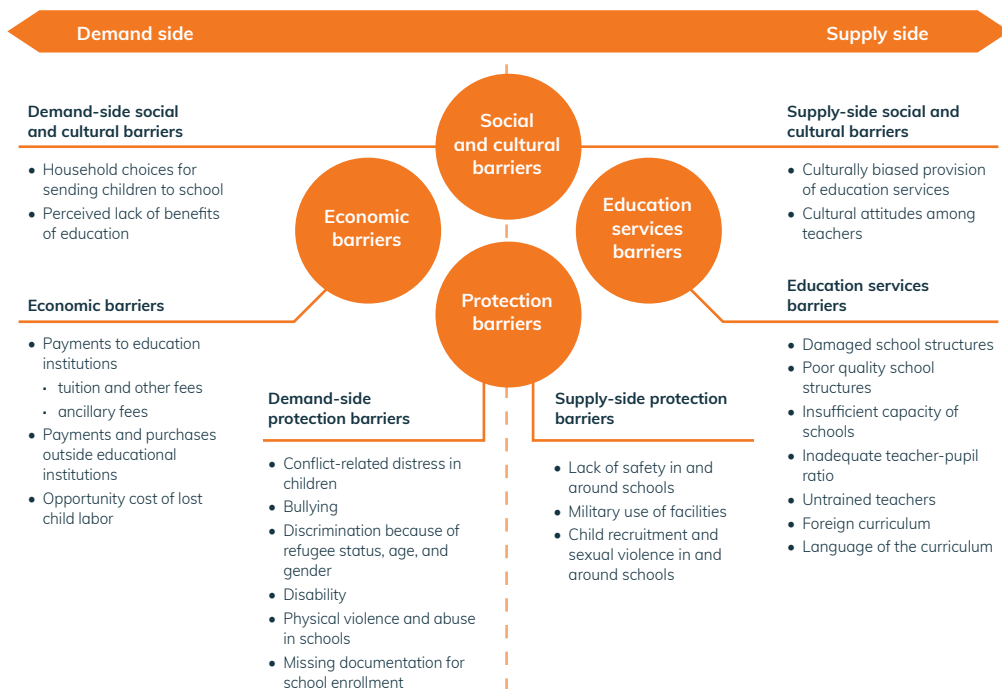 Demand side
Supply side
Social
and cultural
barriers
Economic
barriers
Education
services
barriers
Protection
barriers
Demand-side social
and cultural barriers
• Household choices for
sending children to school
• Perceived lack of benefits
of education
Supply-side social and
cultural barriers
• Culturally biased provision
of education services
• Cultural attitudes among
teachers
Economic barriers
• Payments to education
institutions
• tuition and other fees
• ancillary fees
• Payments and purchases
outside educational
institutions
• Opportunity cost of lost
child labor
Education services
barriers
• Damaged school structures
• Poor quality school
structures
• Insufficient capacity of
schools
• Inadequate teacher-pupil
ratio
• Untrained teachers
• Foreign curriculum
• Language of the curriculum
Demand-side
protection barriers
• Conflict-related distress in
children
• Bullying
• Discrimination because of
refugee status, age, and
gender
• Disability
• Physical violence and abuse
in schools
• Missing documentation for
school enrollment
Supply-side protection
barriers
• Lack of safety in and
around schools
• Military use of facilities
• Child recruitment and
sexual violence in and
around schools